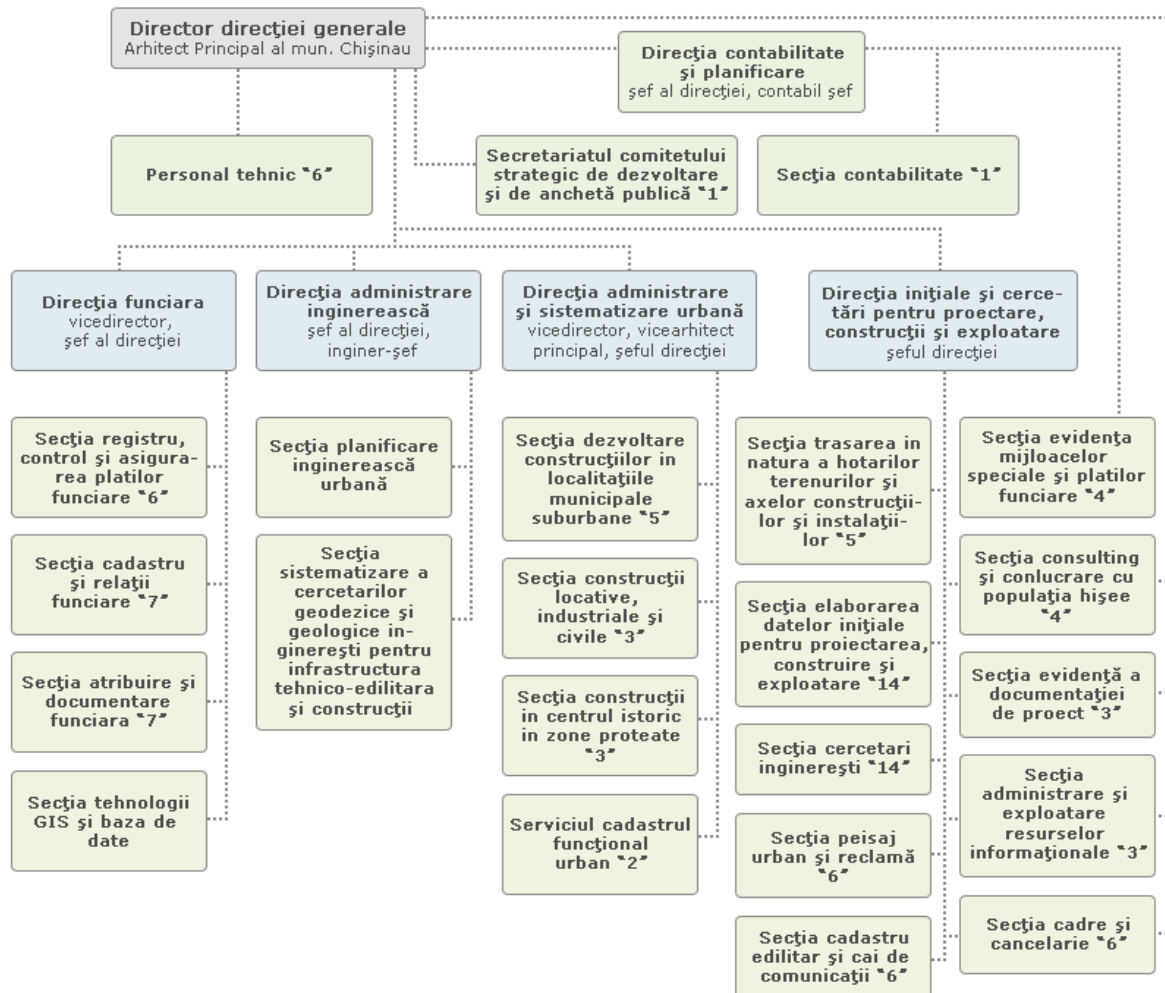 Director direcţiei generale
Arhitect Principal al mun. Chişinau
Direcţia contabilitate
şi planificare
şef al direcţiei, contabil şef
Personal tehnic “6”
Secretariatul comitetului
strategic de dezvoltare
şi de anchetă publică “1”
Secţia contabilitate “1”
Direcţia funciara
vicedirector,
şef al direcţiei
Direcţia administrare
inginerească
şef al direcţiei,
inginer-şef
Direcţia administrare
şi sistematizare urbană
vicedirector, vicearhitect
principal, şeful direcţiei
Direcţia iniţiale şi cerce-
tări pentru proectare,
construcţii şi exploatare
şeful direcţiei
Secţia registru,
control şi asigura-
rea platilor
funciare “6”
Secţia cadastru
şi relaţii
funciare “7”
Secţia atribuire şi
documentare
funciara “7”
Secţia tehnologii
GIS şi baza de
date
Secţia planificare
inginerească
urbană
Secţia
sistematizare a
cercetarilor
geodezice şi
geologice in-
ginereşti pentru
infrastructura
tehnico-edilitara
şi construcţii
Secţia dezvoltare
construcţiilor in
localitaţiile
municipale
suburbane “5”
Secţia construcţii
locative,
industriale şi
civile “3”
Secţia construcţii
in centrul istoric
in zone proteate
“3”
Serviciul cadastrul
funcţional
urban “2”
Secţia trasarea in
natura a hotarilor
terenurilor şi
axelor construcţii-
lor şi instalaţii-
lor “5”
Secţia elaborarea
datelor iniţiale
pentru proiectarea,
construire şi
exploatare “14”
Secţia cercetari
inginereşti “14”
Secţia peisaj
urban şi reclamă
“6”
Secţia cadastru
edilitar şi cai de
comunicaţii “6”
Secţia evidenţa
mijloacelor
speciale şi platilor
funciare “4”
Secţia consulting
şi conlucrare cu
populaţia hişee
“4”
Secţia evidenţă a
documentaţiei
de proect “3”
Secţia
administrare şi
exploatare
resurselor
informaţionale “3”
Secţia cadre şi
cancelarie “6”